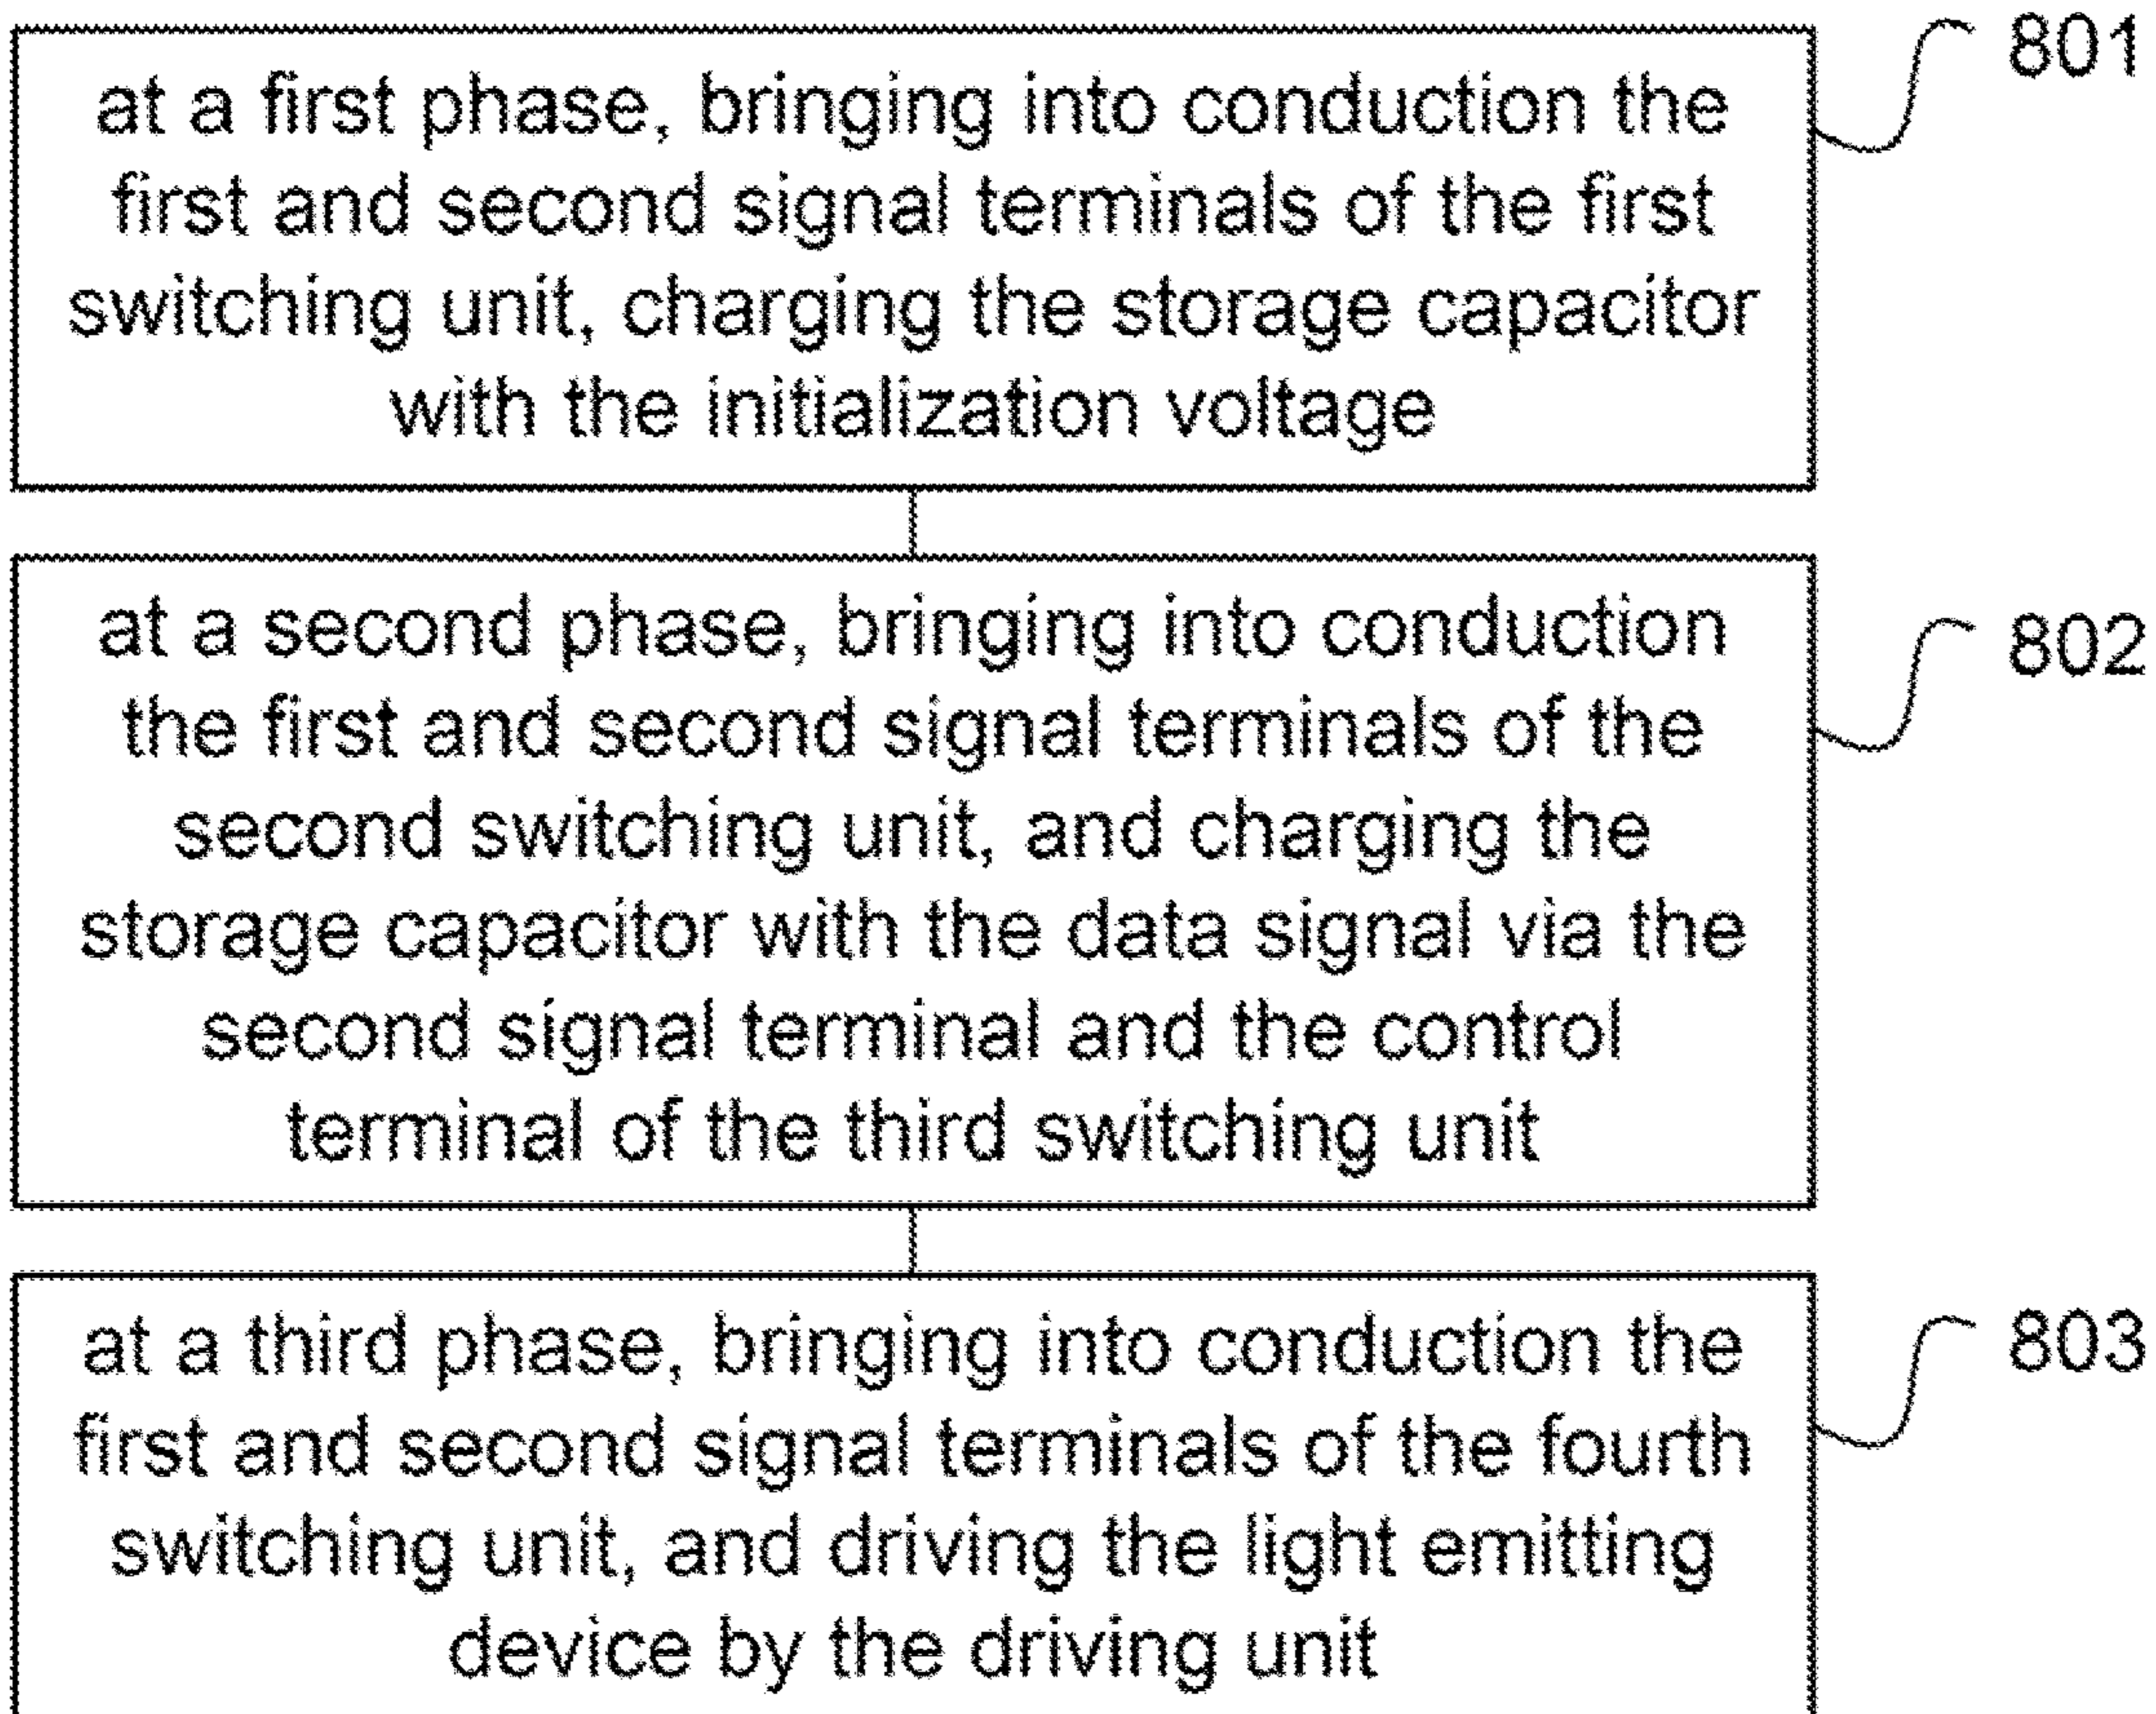 801
at a first phase, bringing into conduction the
first and second signal terminals of the first
switching unit, charging the storage capacitor
with the initialization voltage
802
at a second phase, bringing into conduction
the first and second signal terminals of the
second switching unit, and charging the
storage capacitor with the data signal via the
second signal terminal and the control
terminal of the third switching unit
803
at a third phase, bringing into conduction the
first and second signal terminals of the fourth
switching unit, and driving the light emitting
device by the driving unit